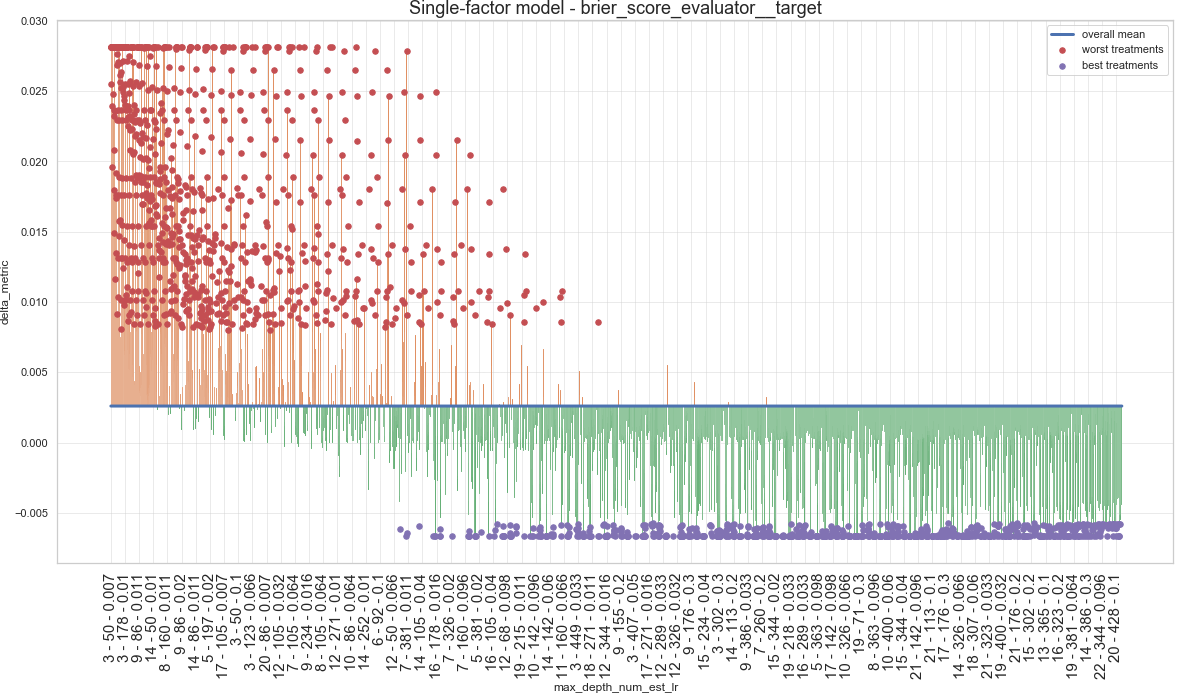 Single-factor model - brier_score_evaluator__target
overall mean
worst treatments
best treatments
0.030
0.025
0.020
0.015
0.010
0.005
0.000
−0.005
delta_metric
3 - 50 - 0.007
3 - 178 - 0.01
9 - 86 - 0.011
14 - 50 - 0.01
8 - 160 - 0.011
9 - 86 - 0.02
14 - 86 - 0.011
5 - 197 - 0.02
17 - 105 - 0.007
3 - 50 - 0.1
3 - 123 - 0.066
20 - 86 - 0.007
12 - 105 - 0.032
7 - 105 - 0.064
9 - 234 - 0.016
8 - 105 - 0.064
12 - 271 - 0.01
10 - 86 - 0.064
14 - 252 - 0.01
6 - 92 - 0.1
12 - 50 - 0.066
7 - 381 - 0.011
14 - 105 - 0.04
16 - 178 - 0.016
7 - 326 - 0.02
7 - 160 - 0.096
5 - 381 - 0.02
16 - 105 - 0.04
12 - 68 - 0.098
19 - 215 - 0.011
10 - 142 - 0.096
14 - 142 - 0.06
11 - 160 - 0.066
3 - 449 - 0.033
18 - 271 - 0.011
12 - 344 - 0.016
9 - 155 - 0.2
3 - 407 - 0.05
17 - 271 - 0.016
12 - 289 - 0.033
12 - 326 - 0.032
9 - 176 - 0.3
15 - 234 - 0.04
3 - 302 - 0.3
14 - 113 - 0.2
9 - 386 - 0.033
7 - 260 - 0.2
15 - 344 - 0.02
19 - 218 - 0.033
16 - 289 - 0.033
5 - 363 - 0.098
17 - 142 - 0.098
10 - 326 - 0.066
19 - 71 - 0.3
8 - 363 - 0.096
10 - 400 - 0.06
15 - 344 - 0.04
21 - 142 - 0.096
21 - 113 - 0.1
17 - 176 - 0.3
14 - 326 - 0.066
18 - 307 - 0.06
21 - 323 - 0.033
19 - 400 - 0.032
21 - 176 - 0.2
15 - 302 - 0.2
13 - 365 - 0.1
16 - 323 - 0.2
19 - 381 - 0.064
14 - 386 - 0.3
22 - 344 - 0.096
20 - 428 - 0.1
max_depth_num_est_lr